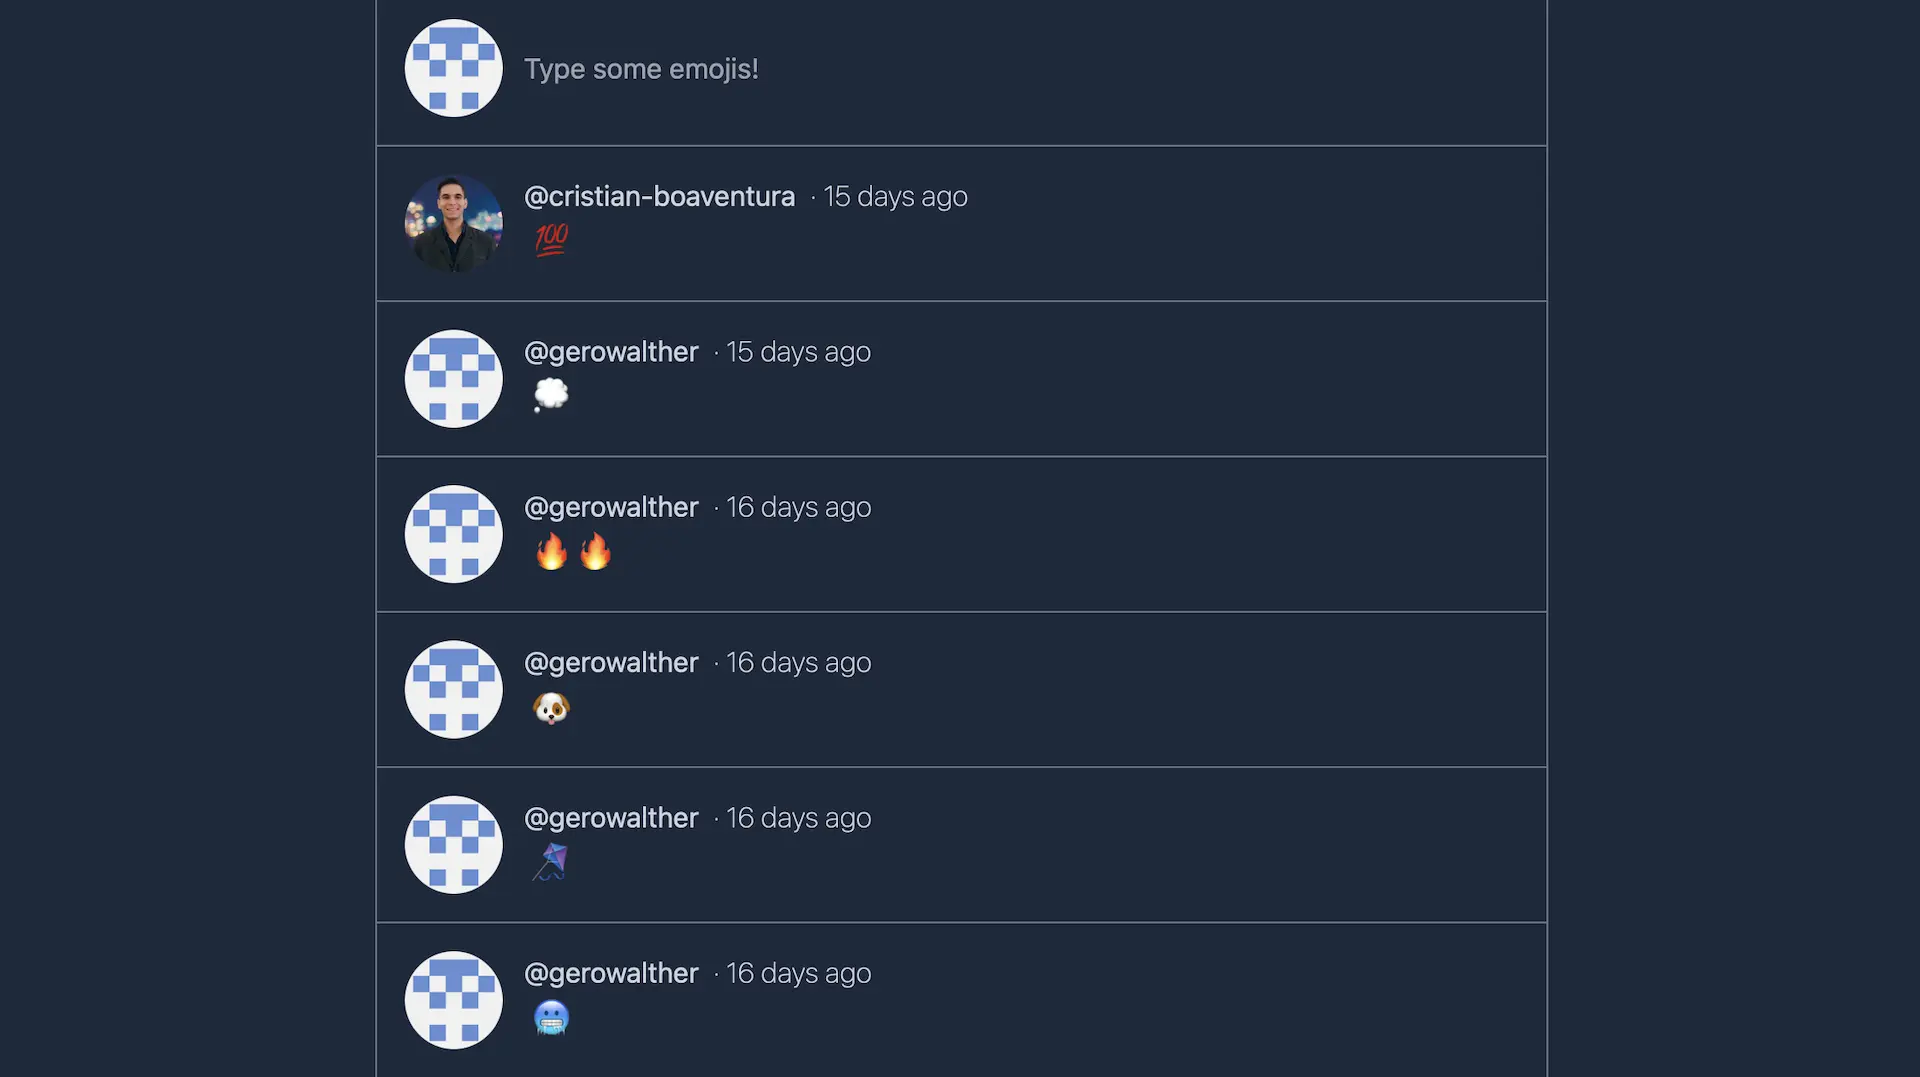 Type some emojis!
@cristian-boaventura · 15 days ago
💯
@gerowalther · 15 days ago
💭
@gerowalther · 16 days ago
🔥🔥
@gerowalther · 16 days ago
🐶
@gerowalther · 16 days ago
🪁
@gerowalther · 16 days ago
🥶